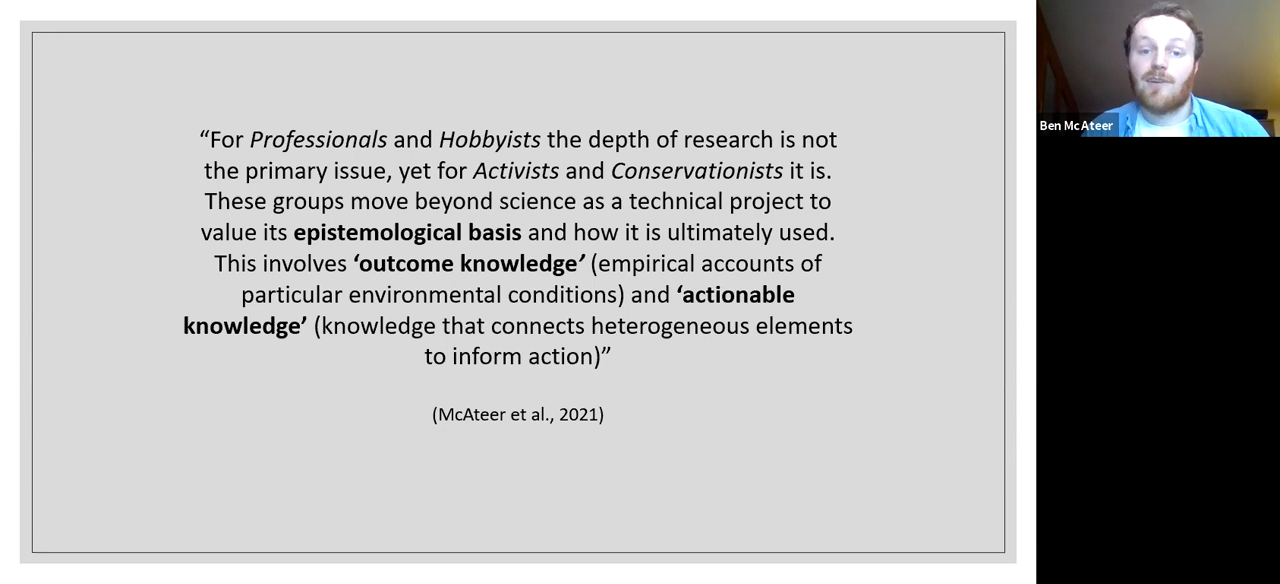 “For Professionals and Hobbyists the depth of research is not
the primary issue, yet for Activists and Conservationists it is.
These groups move beyond science as a technical project to
value its epistemological basis and how it is ultimately used.
This involves ‘outcome knowledge’ (empirical accounts of
particular environmental conditions) and ‘actionable
knowledge’ (knowledge that connects heterogeneous elements
to inform action)”
(McAteer et al., 2021)
Ben McAteer